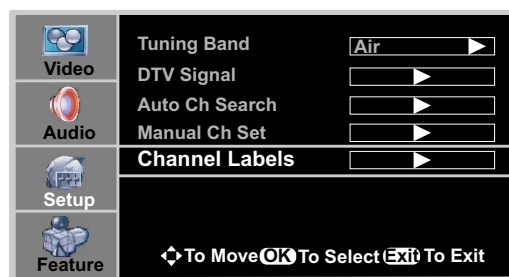 Video
Audio
Setup
Feature
Tuning Band Air
DTV Signal
Auto Ch Search
Manual Ch Set
Channel Labels
To Move OK To Select Exit To Exit